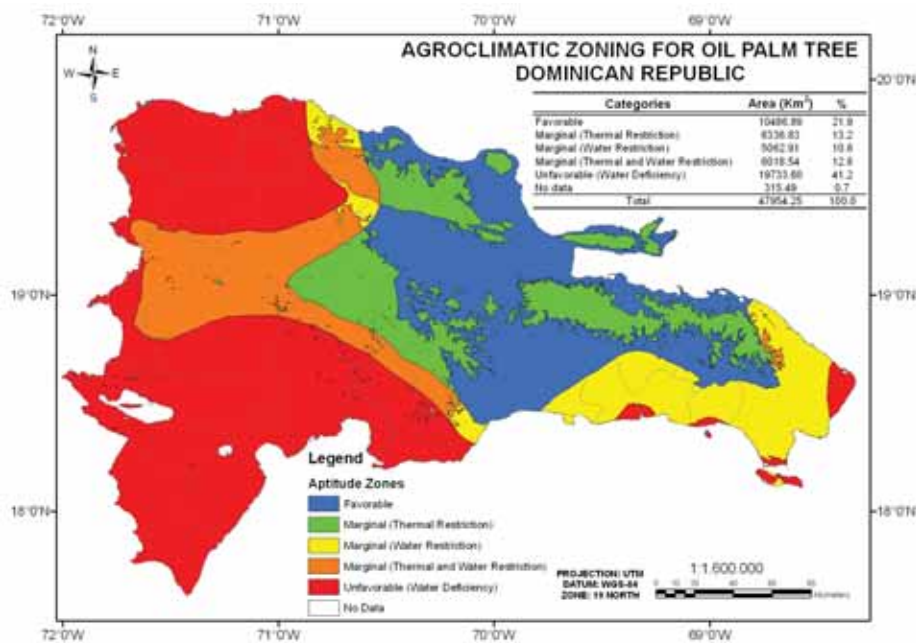 72°0'W 71°0'W 70°0'W 69°0'W
N
W E
S
AGROCLIMATIC ZONING FOR OIL PALM TREE
DOMINICAN REPUBLIC
Categories Area (Km²) %
Favorable 10486.89 21.9
Marginal (Thermal Restriction) 6336.83 13.2
Marginal (Water Restriction) 5062.91 10.6
Marginal (Thermal and Water Restriction) 6018.54 12.6
Unfavorable (Water Deficiency) 19733.60 41.2
No data 315.49 0.7
Total 47954.25 100.0
20°0'N
19°0'N 19°0'N
18°0'N 18°0'N
Legend
Aptitude Zones
Favorable
Marginal (Thermal Restriction)
Marginal (Water Restriction)
Marginal (Thermal and Water Restriction)
Unfavorable (Water Deficiency)
No Data
PROJECTION: UTM
DATUM: WGS-84
ZONE: 19 NORTH
1:1.600.000
Kilometers
72°0'W 71°0'W 70°0'W 69°0'W